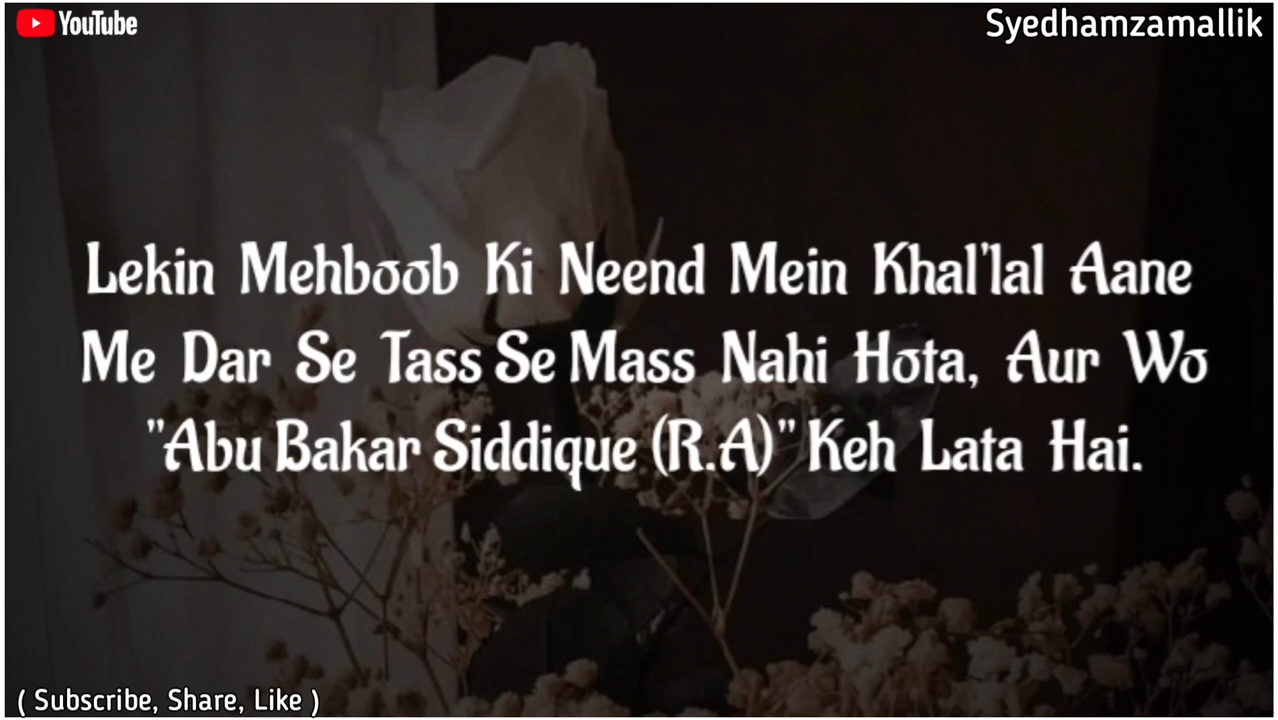 YouTube
Syedhamzamallik
Lekin Mehboob Ki Neend Mein Khal'lal Aane
Me Dar Se Tass Se Mass Nahi Hota, Aur Wo
"Abu Bakar Siddique (R.A)" Keh Lata Hai.
( Subscribe, Share, Like )